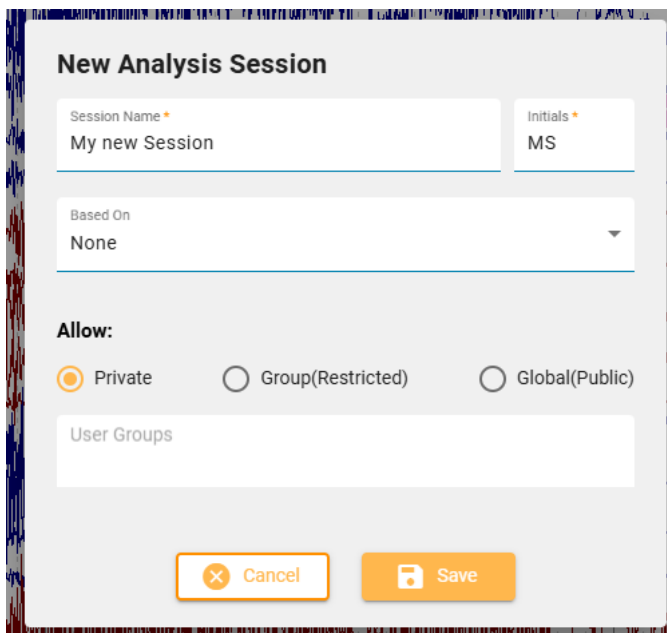 New Analysis Session
Session Name *
Initials *
My new Session
MS
Based On
None
Allow:
Private
Group(Restricted)
Global(Public)
User Groups
Cancel
Save